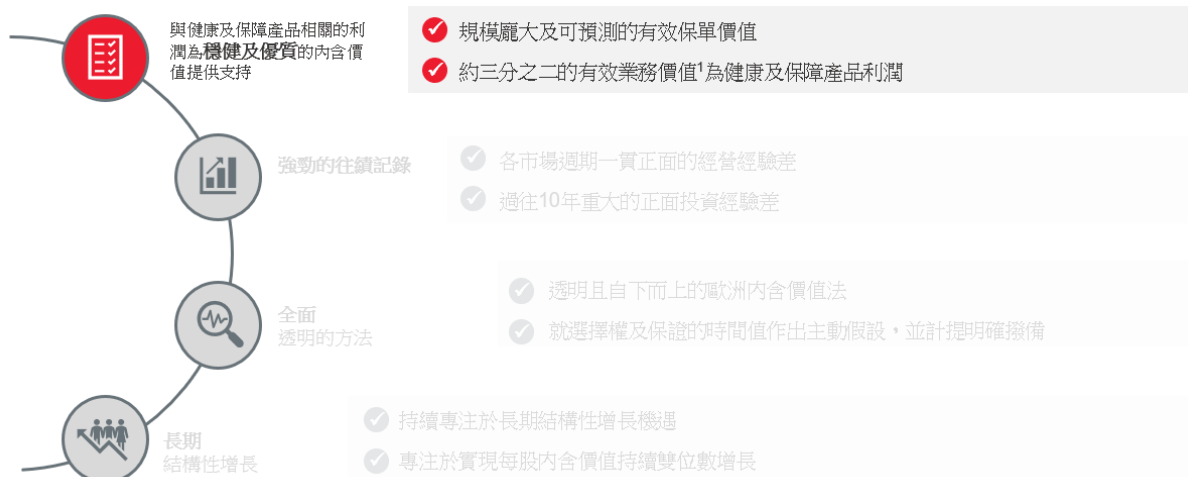 與健康及保障產品相關的利
潤為穩健及優質的內含價
值提供支持
規模龐大及可預測的有效保單價值
約三分之二的有效業務價值¹為健康及保障產品利潤
強勁的往績記錄
各市場週期一貫正面的經營經驗差
過往10年重大的正面投資經驗差
全面
透明的方法
透明且自下而上的歐洲內含價值法
就選擇權及保證的時間值作出主動假設，並計提明確撥備
長期
結構性增長
持續專注於長期結構性增長機遇
專注於實現每股內含價值持續雙位數增長